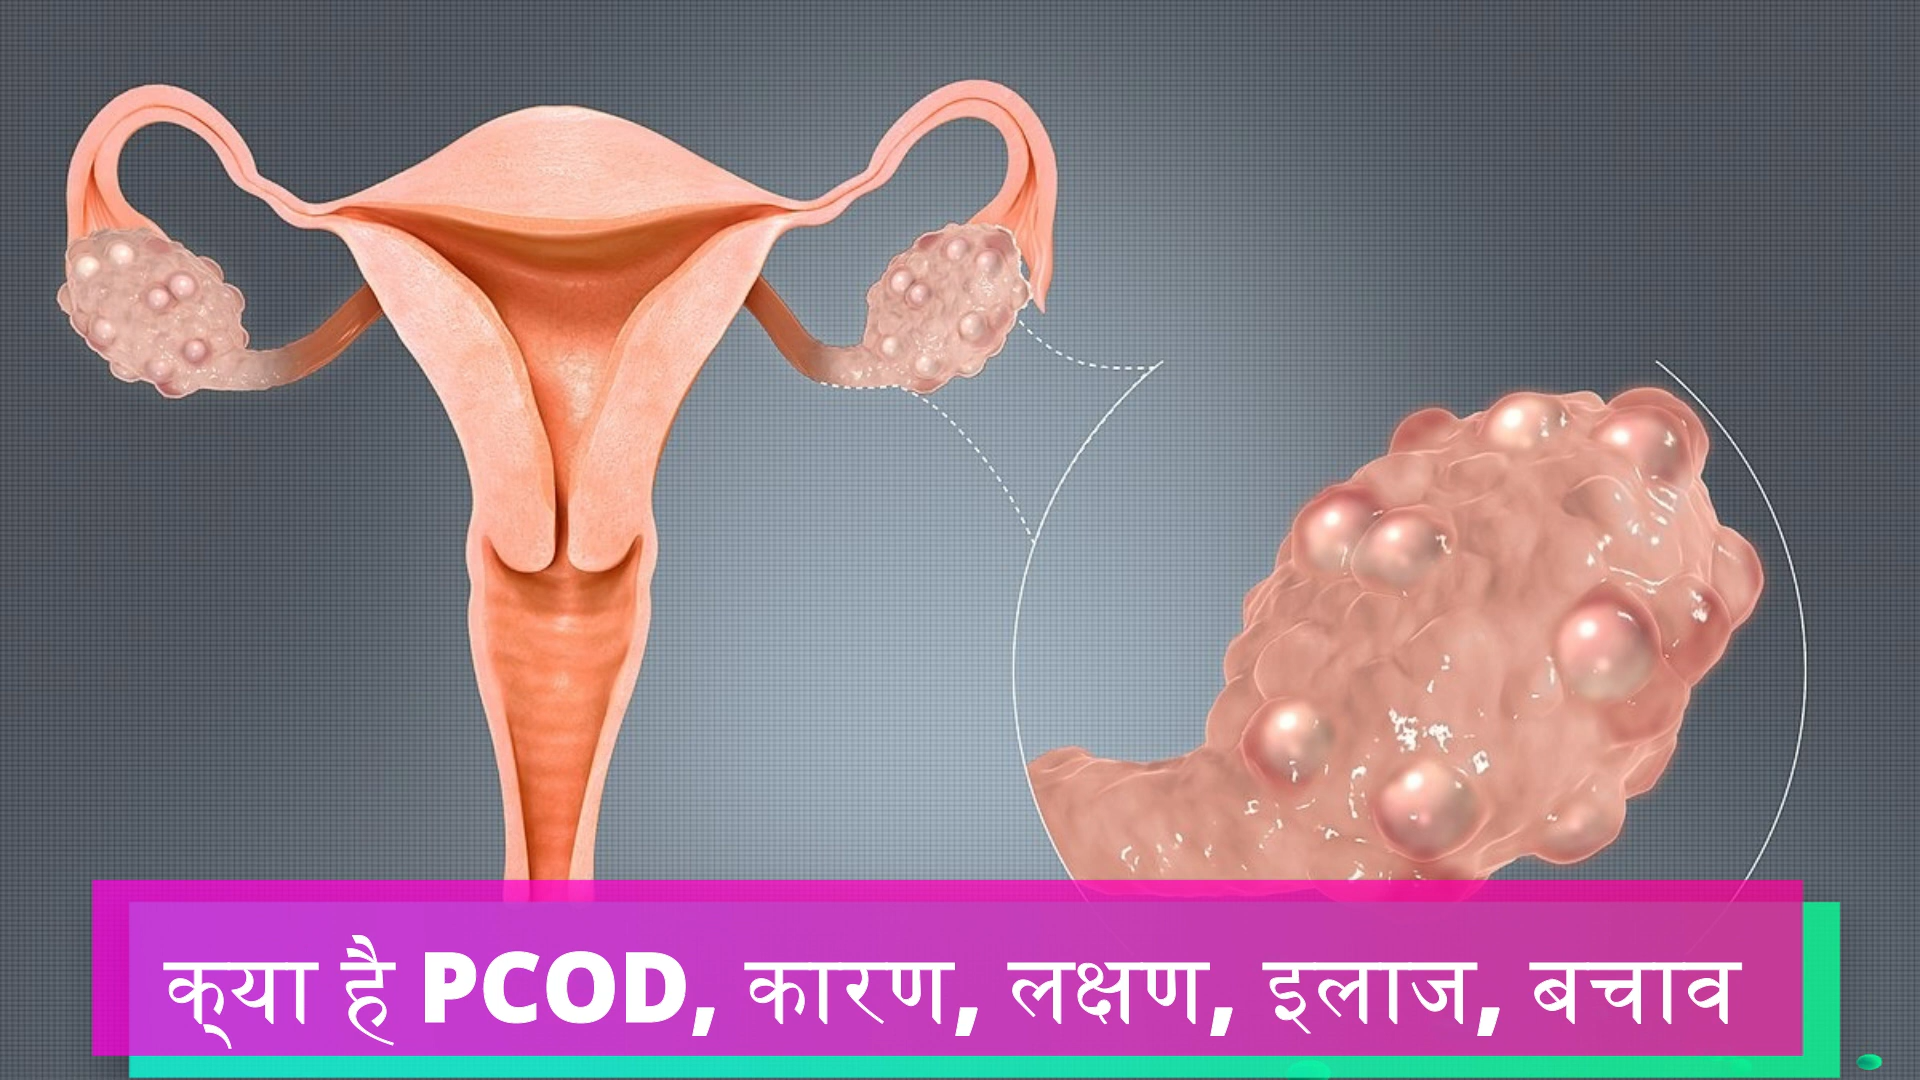 क्या है PCOD, कारण, लक्षण, इलाज, बचाव